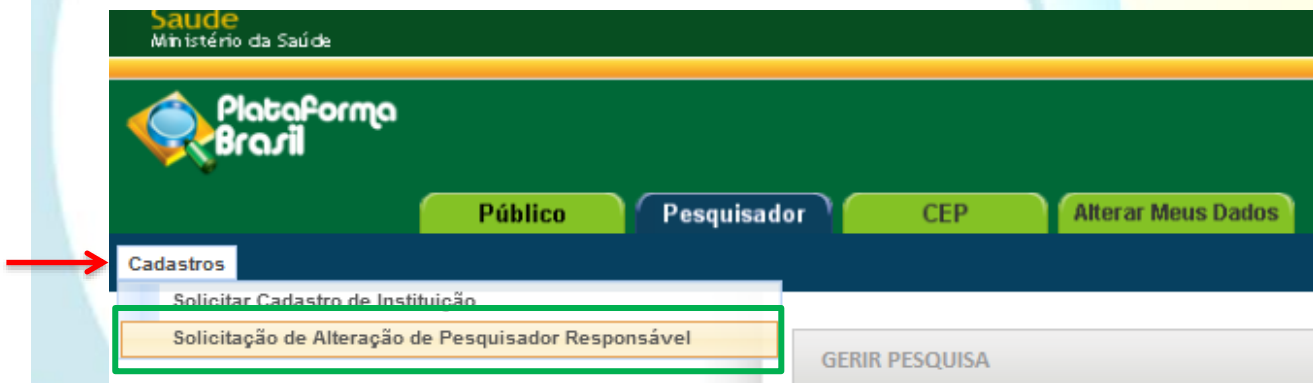 Saúde
Ministério da Saúde
Plataforma
Brasil
Público Pesquisador CEP Alterar Meus Dados
Cadastros
Solicitar Cadastro de Instituição
Solicitação de Alteração de Pesquisador Responsável
GERIR PESQUISA